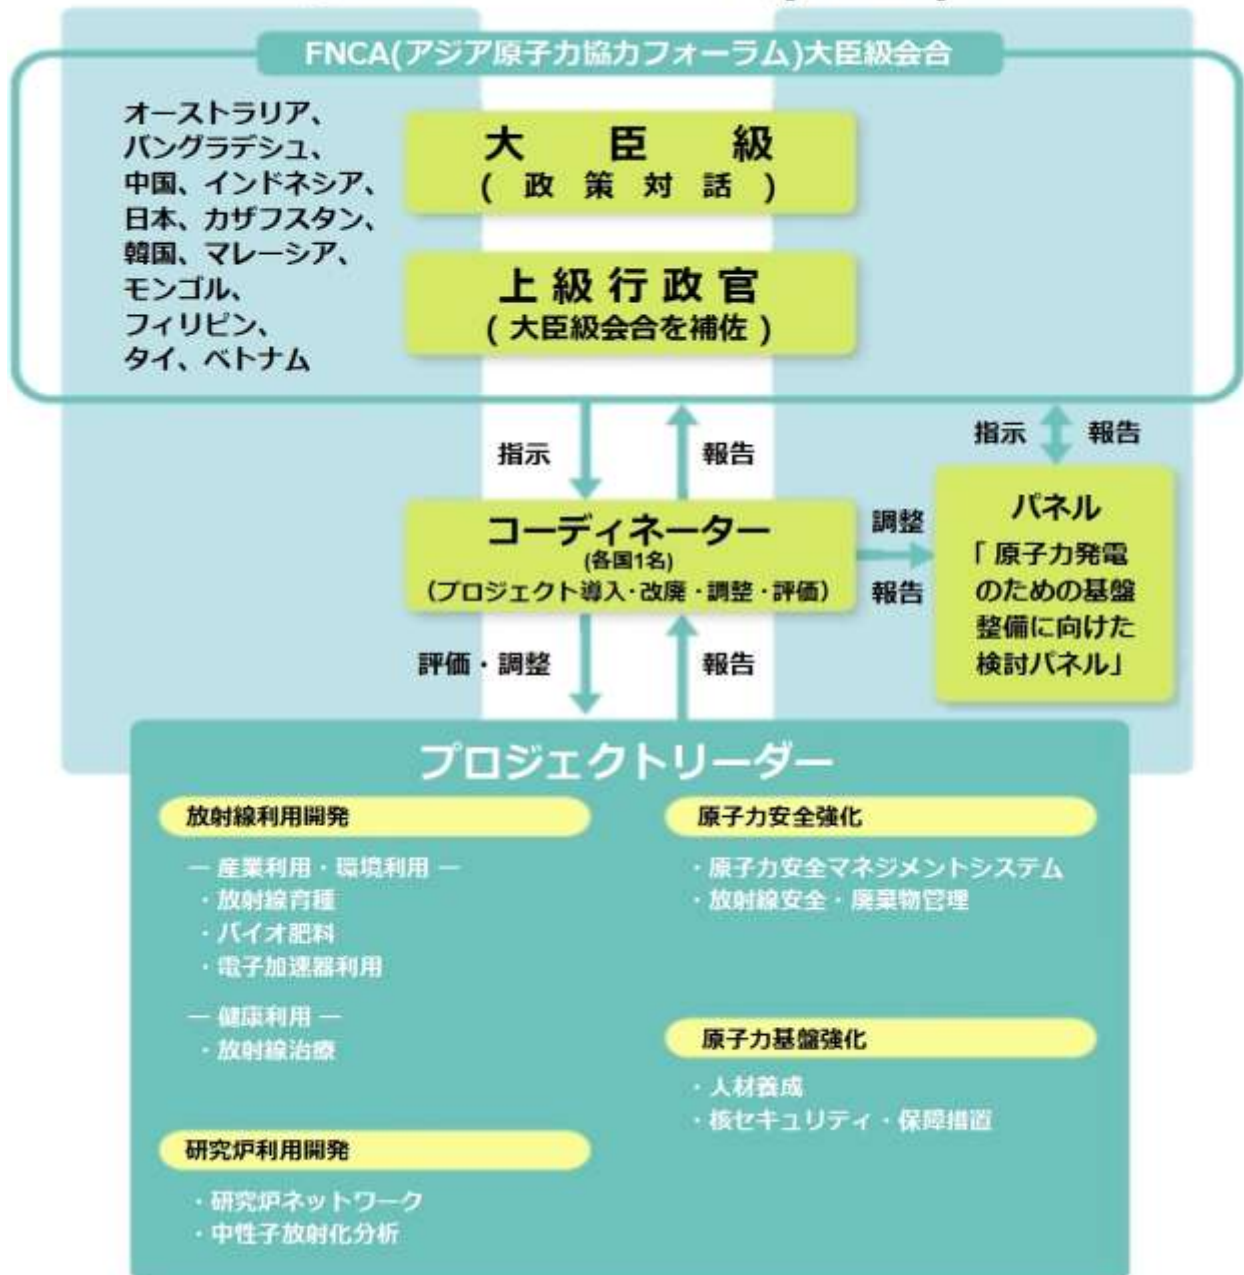 FNCA(アジア原子力協力フォーラム)大臣級会合
オーストラリア、
バングラデシュ、
中国、インドネシア、
日本、カザフスタン、
韓国、マレーシア、
モンゴル、
フィリピン、
タイ、ベトナム
大臣級
(政策対話)
上級行政官
(大臣級会合を補佐)
指示
報告
指示
報告
コーディネーター
(各国1名)
(プロジェクト導入・改廃・調整・評価)
調整
報告
パネル
「原子力発電
のための基盤
整備に向けた
検討パネル」
評価・調整
報告
プロジェクトリーダー
放射線利用開発
― 産業利用・環境利用 ―
・放射線育種
・バイオ肥料
・電子加速器利用
― 健康利用 ―
・放射線治療
研究炉利用開発
・研究炉ネットワーク
・中性子放射化分析
原子力安全強化
・原子力安全マネジメントシステム
・放射線安全・廃棄物管理
原子力基盤強化
・人材養成
・核セキュリティ・保障措置